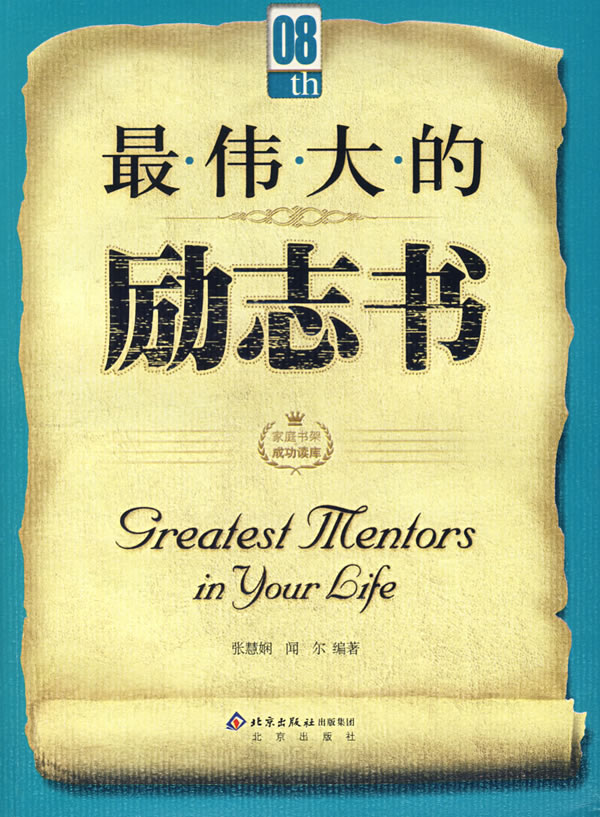 08
th
最·伟·大·的
励志书
家庭书架
成功读库
Greatest Mentors
in Your Life
张慧娴 闻 尔 编著
北京出版社出版集团
北京出版社